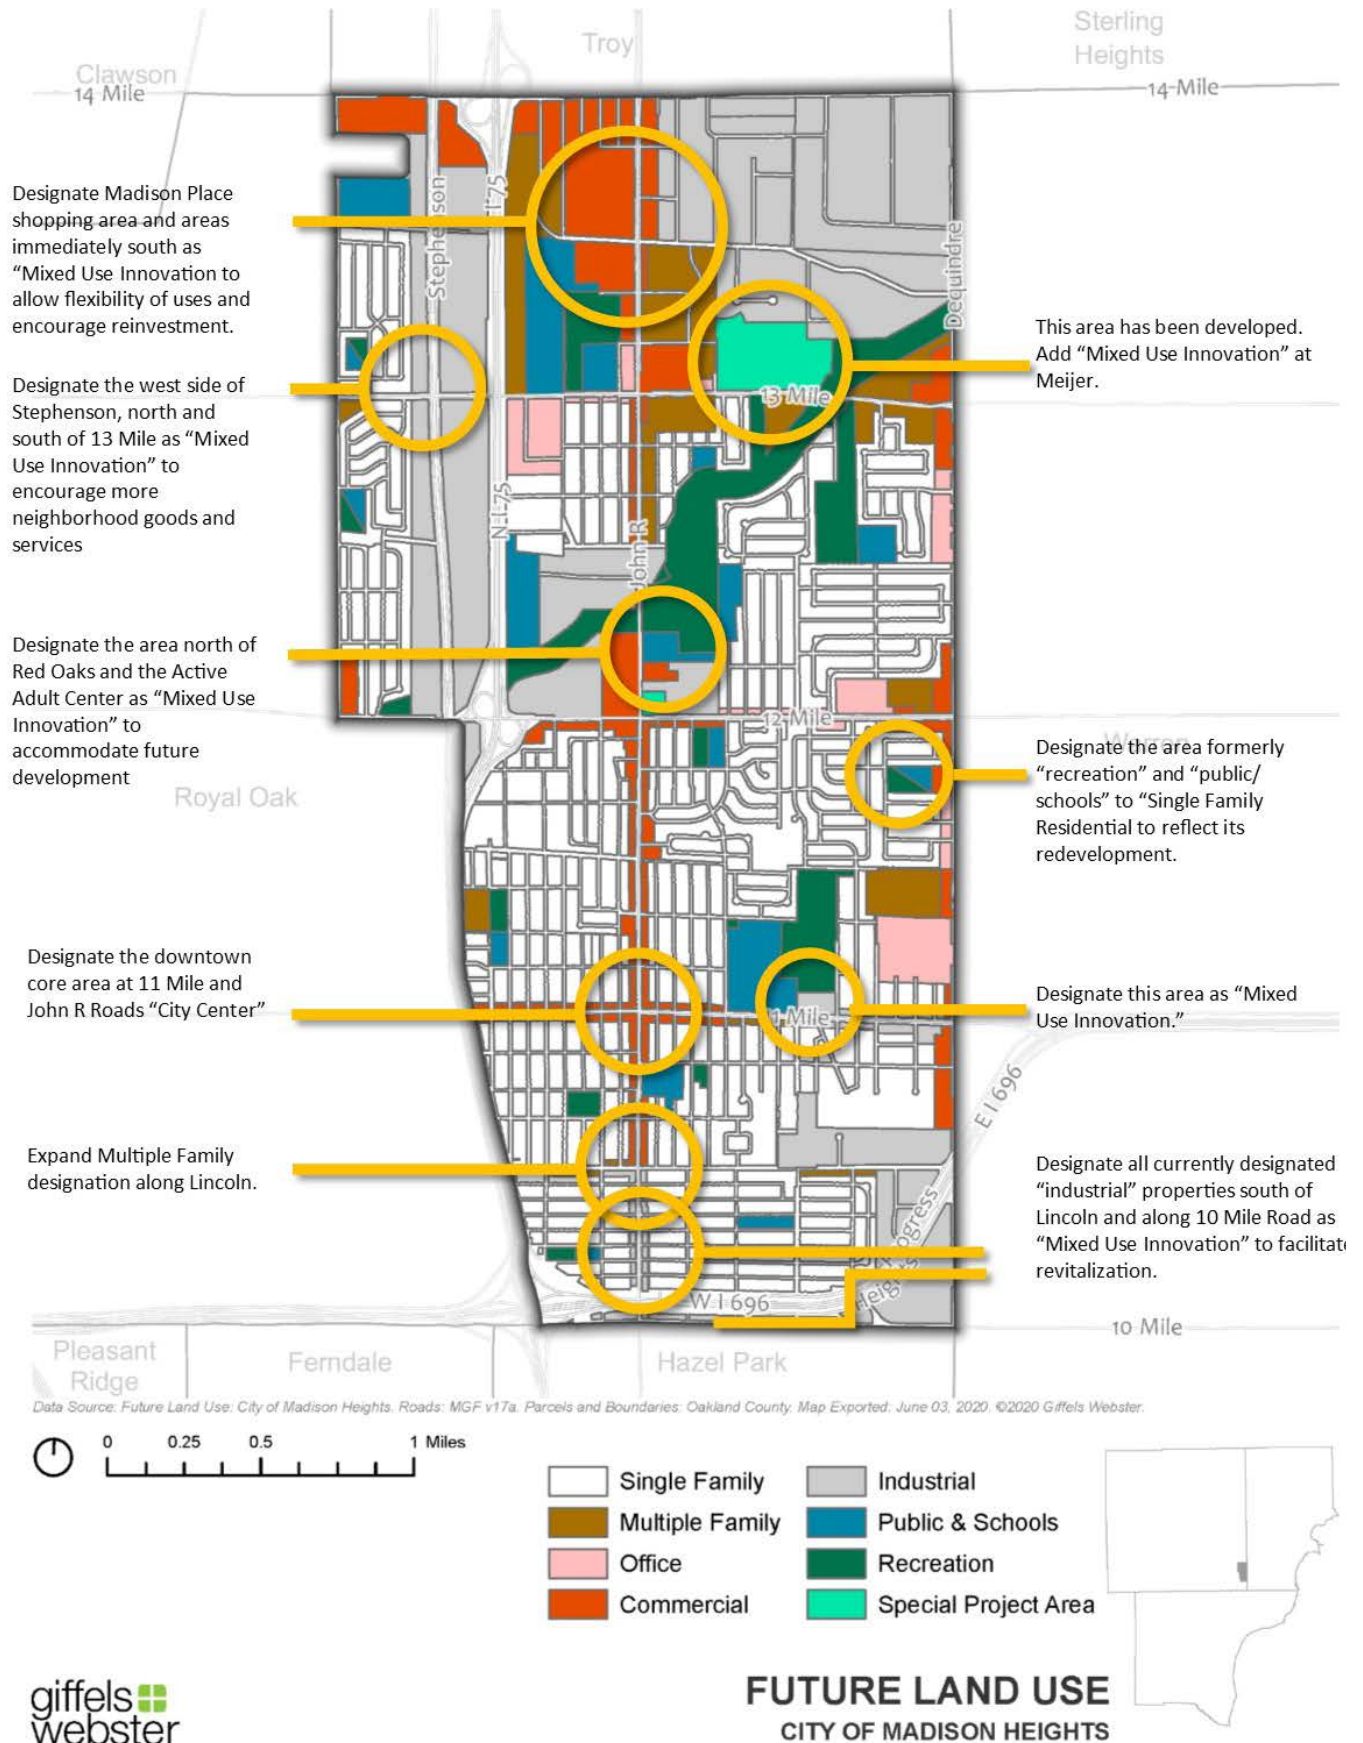 Sterling
Heights
Troy
Clawson
14 Mile
14 Mile
Designate Madison Place
shopping area and areas
immediately south as
“Mixed Use Innovation to
allow flexibility of uses and
encourage reinvestment.
Stephenson
I 75
Dequindre
This area has been developed.
Add “Mixed Use Innovation” at
Meijer.
Designate the west side of
Stephenson, north and
south of 13 Mile as “Mixed
Use Innovation” to
encourage more
neighborhood goods and
services
13 Mile
N I 75
John R
Designate the area north of
Red Oaks and the Active
Adult Center as “Mixed Use
Innovation” to
accommodate future
development
12 Mile
Warren
Designate the area formerly
“recreation” and “public/
schools” to “Single Family
Residential to reflect its
redevelopment.
Royal Oak
Designate the downtown
core area at 11 Mile and
John R Roads “City Center”
1 Mile
Designate this area as “Mixed
Use Innovation.”
E I 696
Expand Multiple Family
designation along Lincoln.
Designate all currently designated
“industrial” properties south of
Lincoln and along 10 Mile Road as
“Mixed Use Innovation” to facilitate
revitalization.
ogress
Heights
W I 696
10 Mile
Pleasant
Ridge
Ferndale
Hazel Park
Data Source: Future Land Use: City of Madison Heights. Roads: MGF v17a. Parcels and Boundaries: Oakland County. Map Exported: June 03, 2020. ©2020 Giffels Webster.
0 0.25 0.5 1 Miles
Single Family
Multiple Family
Office
Commercial
Industrial
Public & Schools
Recreation
Special Project Area
giffels
webster
FUTURE LAND USE
CITY OF MADISON HEIGHTS